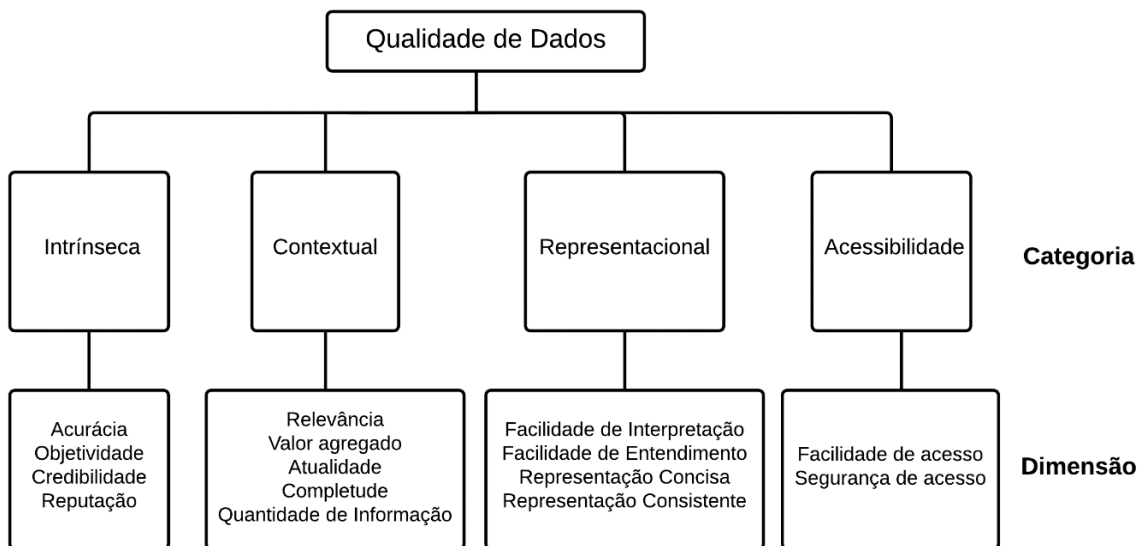 Qualidade de Dados
Intrínseca
Contextual
Representacional
Acessibilidade
Categoria
Acurácia
Objetividade
Credibilidade
Reputação
Relevância
Valor agregado
Atualidade
Completude
Quantidade de Informação
Facilidade de Interpretação
Facilidade de Entendimento
Representação Concisa
Representação Consistente
Facilidade de acesso
Segurança de acesso
Dimensão